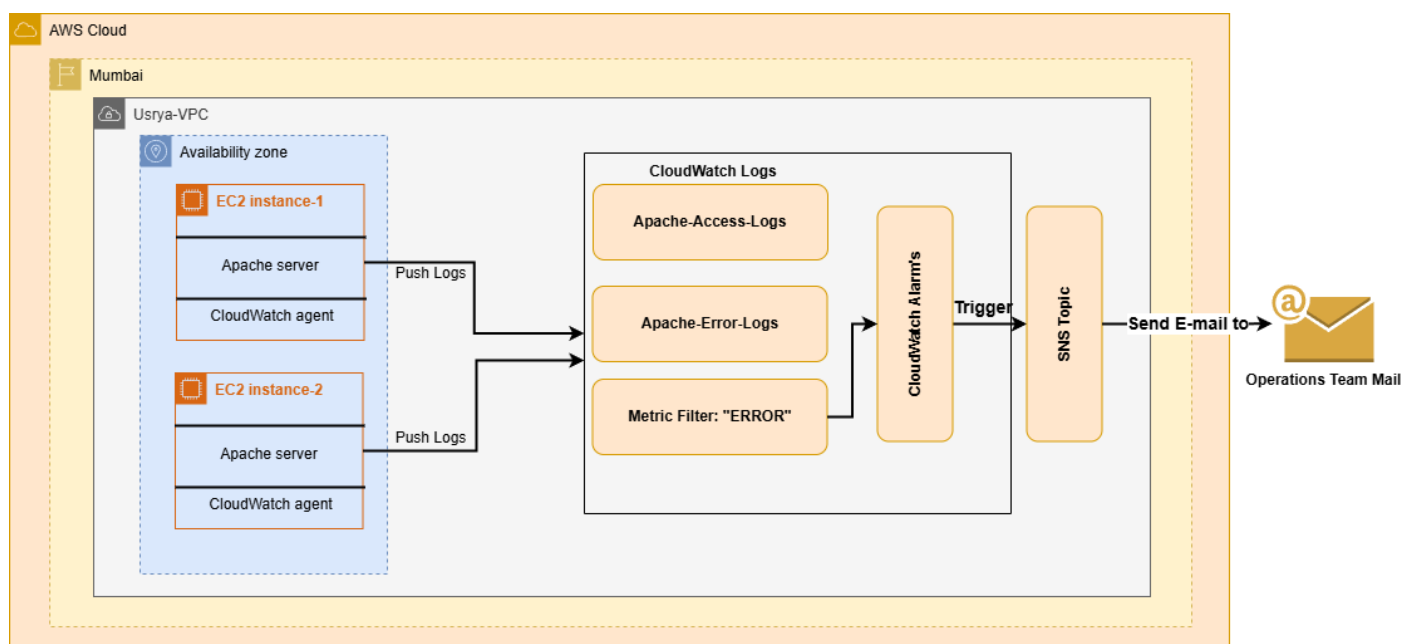 AWS Cloud
Mumbai
Usrya-VPC
Availability zone
EC2 instance-1
Apache server
CloudWatch agent
EC2 instance-2
Apache server
CloudWatch agent
Push Logs
Push Logs
CloudWatch Logs
Apache-Access-Logs
Apache-Error-Logs
Metric Filter: "ERROR"
CloudWatch Alarm's
Trigger
SNS Topic
Send E-mail to
@
Operations Team Mail